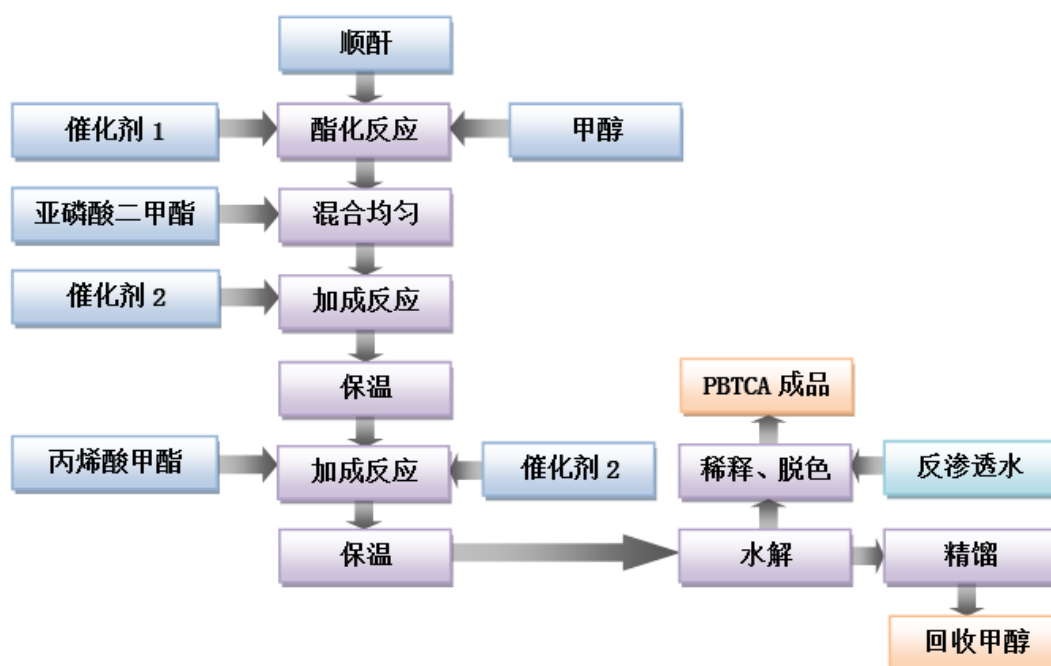 顺酐
催化剂 1
酯化反应
甲醇
亚磷酸二甲酯
混合均匀
催化剂 2
加成反应
保温
PBTCA 成品
丙烯酸甲酯
加成反应
催化剂 2
稀释、脱色
反渗透水
保温
水解
精馏
回收甲醇